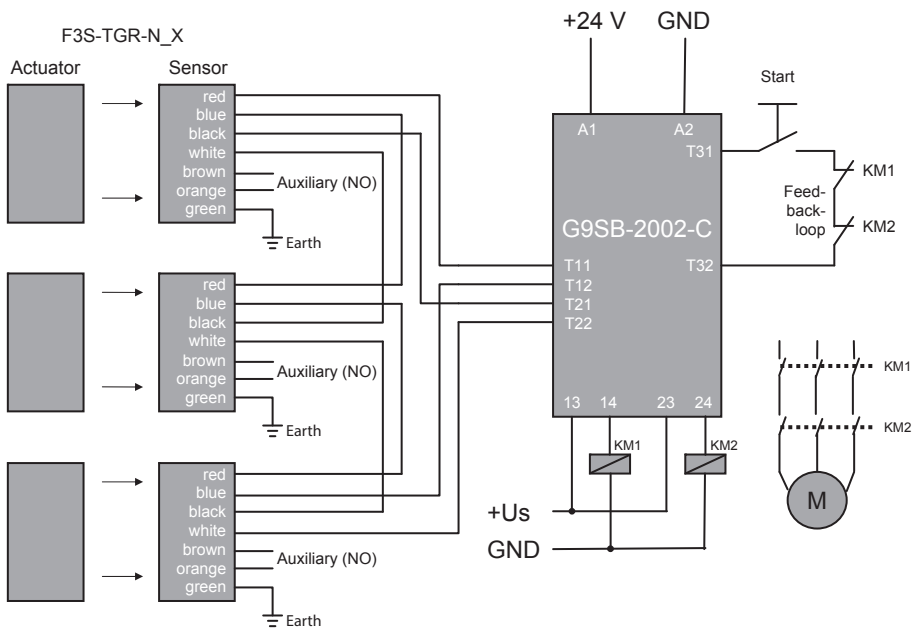 F3S-TGR-N_X
Actuator
Sensor
red
blue
black
white
brown
orange
green
Auxiliary (NO)
Earth
red
blue
black
white
brown
orange
green
Auxiliary (NO)
Earth
red
blue
black
white
brown
orange
green
Auxiliary (NO)
Earth
+24 V
GND
A1
A2
T31
G9SB-2002-C
T11
T12
T21
T22
T32
13
14
23
24
Start
KM1
Feed-
back-
loop
KM2
KM1
KM2
+Us
GND
KM1
KM2
M